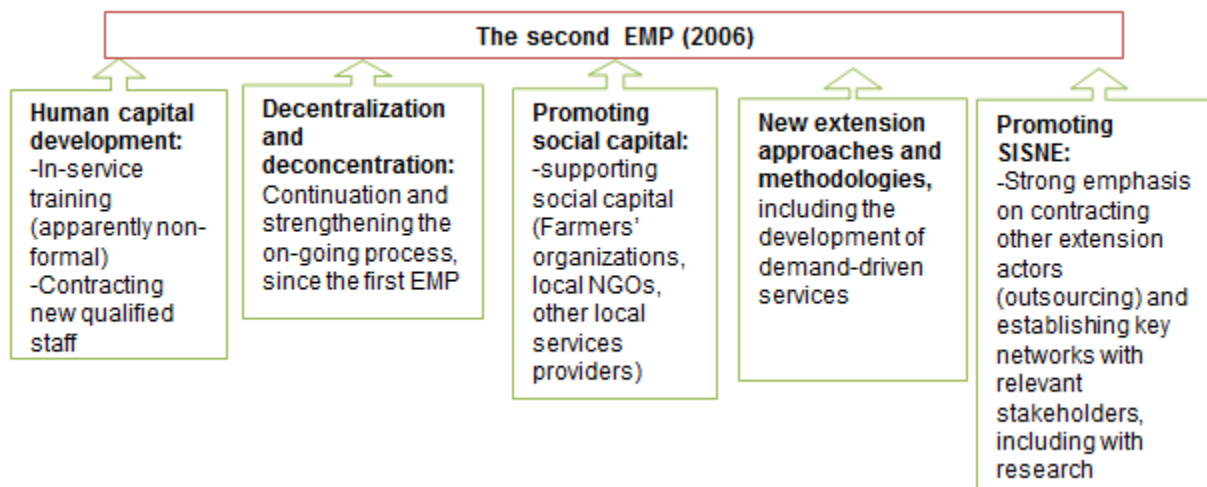 The second EMP (2006)
Human capital
development:
-In-service
training
(apparently non-
formal)
-Contracting
new qualified
staff
Decentralization
and
deconcentration:
Continuation and
strengthening the
on-going process,
since the first EMP
Promoting
social capital:
-supporting
social capital
(Farmers'
organizations,
local NGOs,
other local
services
providers)
New extension
approaches and
methodologies,
including the
development of
demand-driven
services
Promoting
SISNE:
-Strong emphasis
on contracting
other extension
actors
(outsourcing) and
establishing key
networks with
relevant
stakeholders,
including with
research